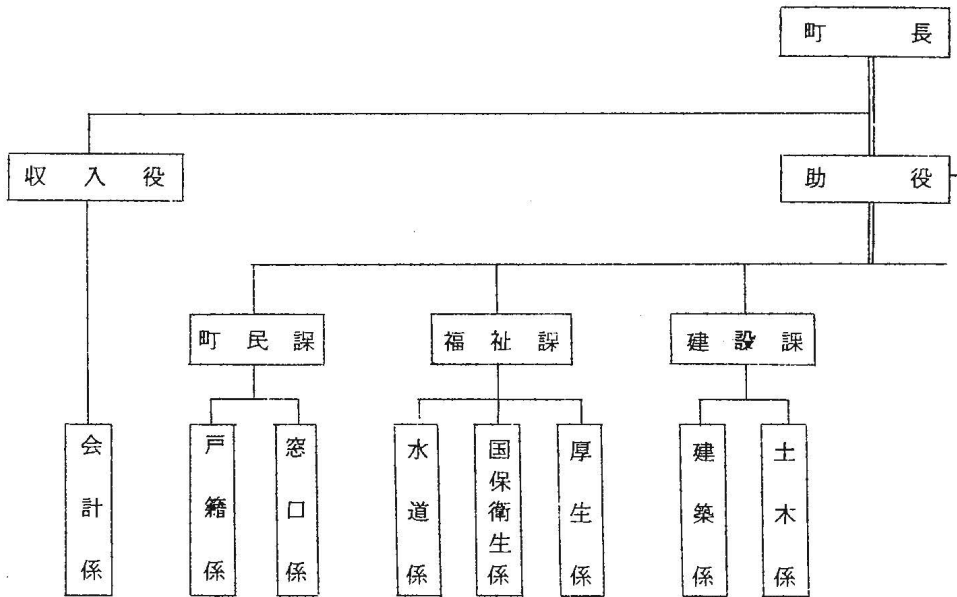 町長
収入役
助役
町民課
福祉課
建設課
会計係
戸籍係
窓口係
水道係
国保衛生係
厚生係
建築係
土木係